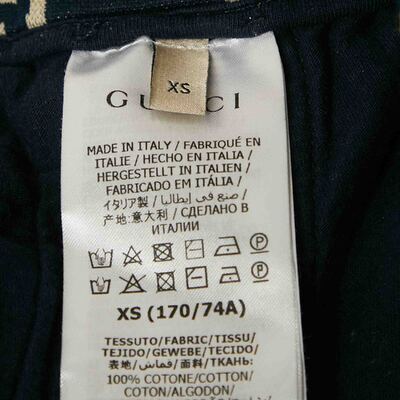 XS
GUCCI
MADE IN ITALY / FABRIQUÉ EN
ITALIE / HECHO EN ITALIA /
HERGESTELLT IN ITALIEN /
FABRICADO EM ITÁLIA /
イタリア製 / صنع في إيطاليا /
产地:意大利 / СДЕЛАНО В
ИТАЛИИ
XS (170/74A)
TESSUTO/FABRIC/TISSU/
TEJIDO/GEWEBE/TECIDO/
表地/قماش/面料/ТКАНЬ:
100% COTONE/COTTON/
COTON/ALGODON/